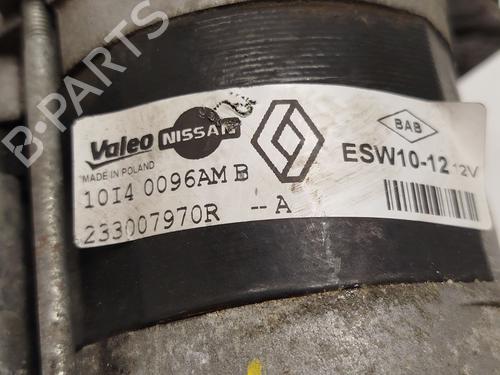 B-PARTS
Valeo NISSAN
MADE IN POLAND
10I4 0096AM B
233007970R --A
BAB
ESW10-12 12V